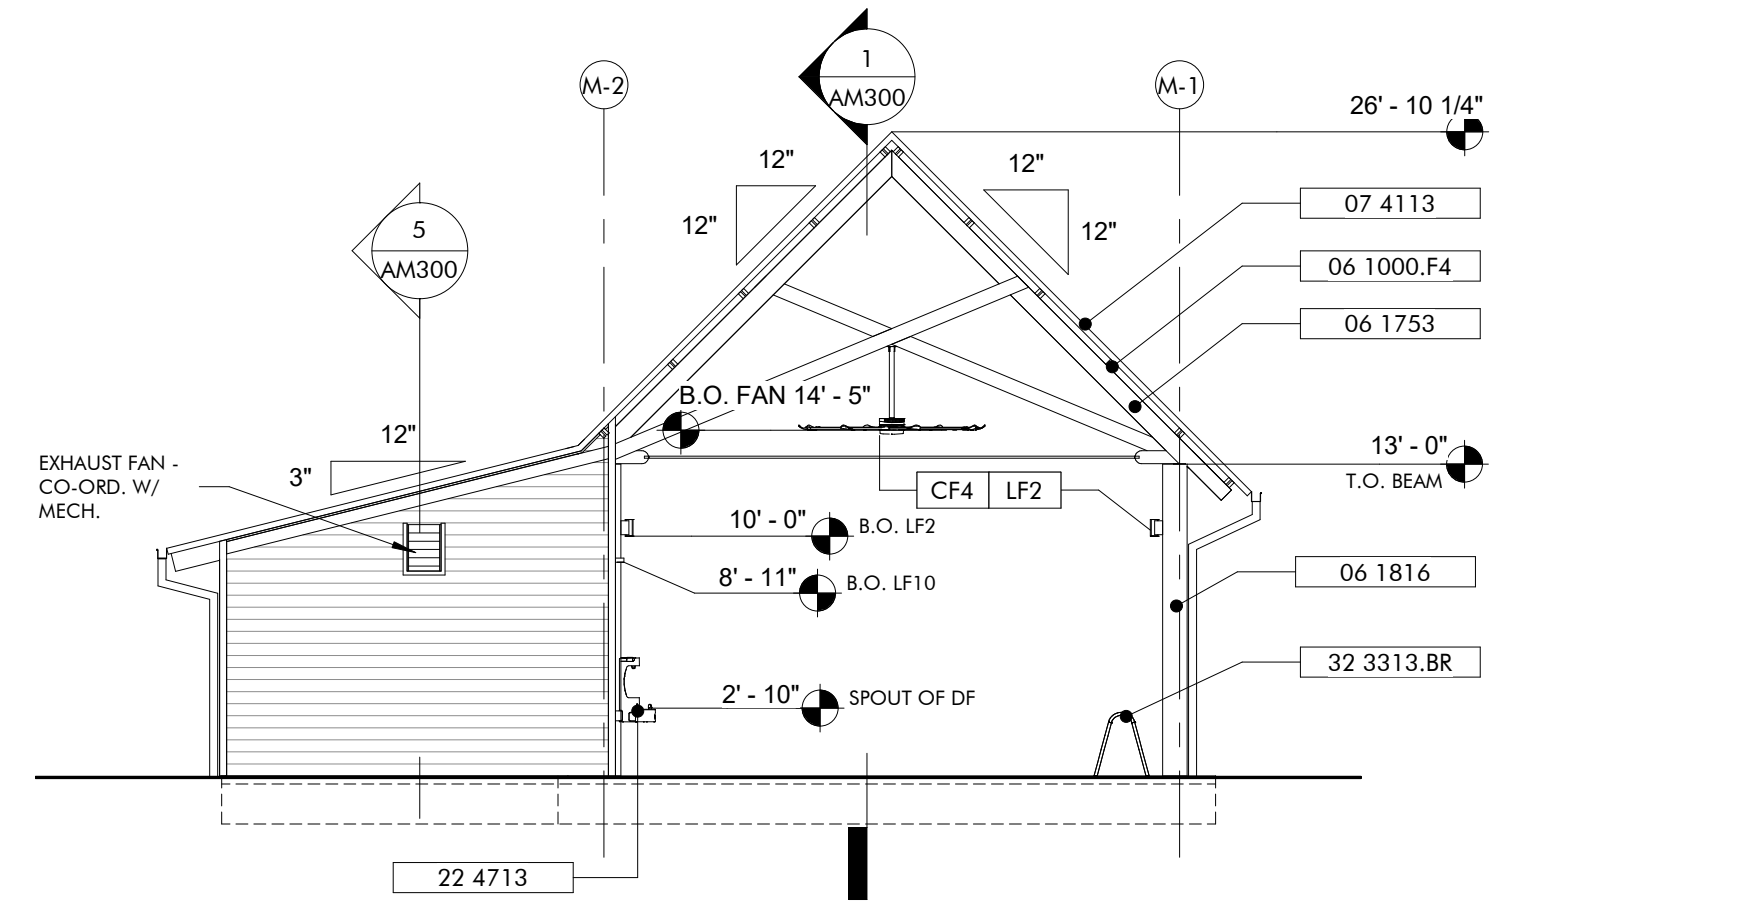 1
AM300
M-2
M-1
26' - 10 1/4"
12"
12"
12"
12"
07 4113
5
AM300
06 1000.F4
06 1753
B.O. FAN 14' - 5"
12"
3"
13' - 0"
T.O. BEAM
EXHAUST FAN -
CO-ORD. W/
MECH.
CF4 LF2
10' - 0" B.O. LF2
8' - 11" B.O. LF10
06 1816
32 3313.BR
2' - 10" SPOUT OF DF
22 4713